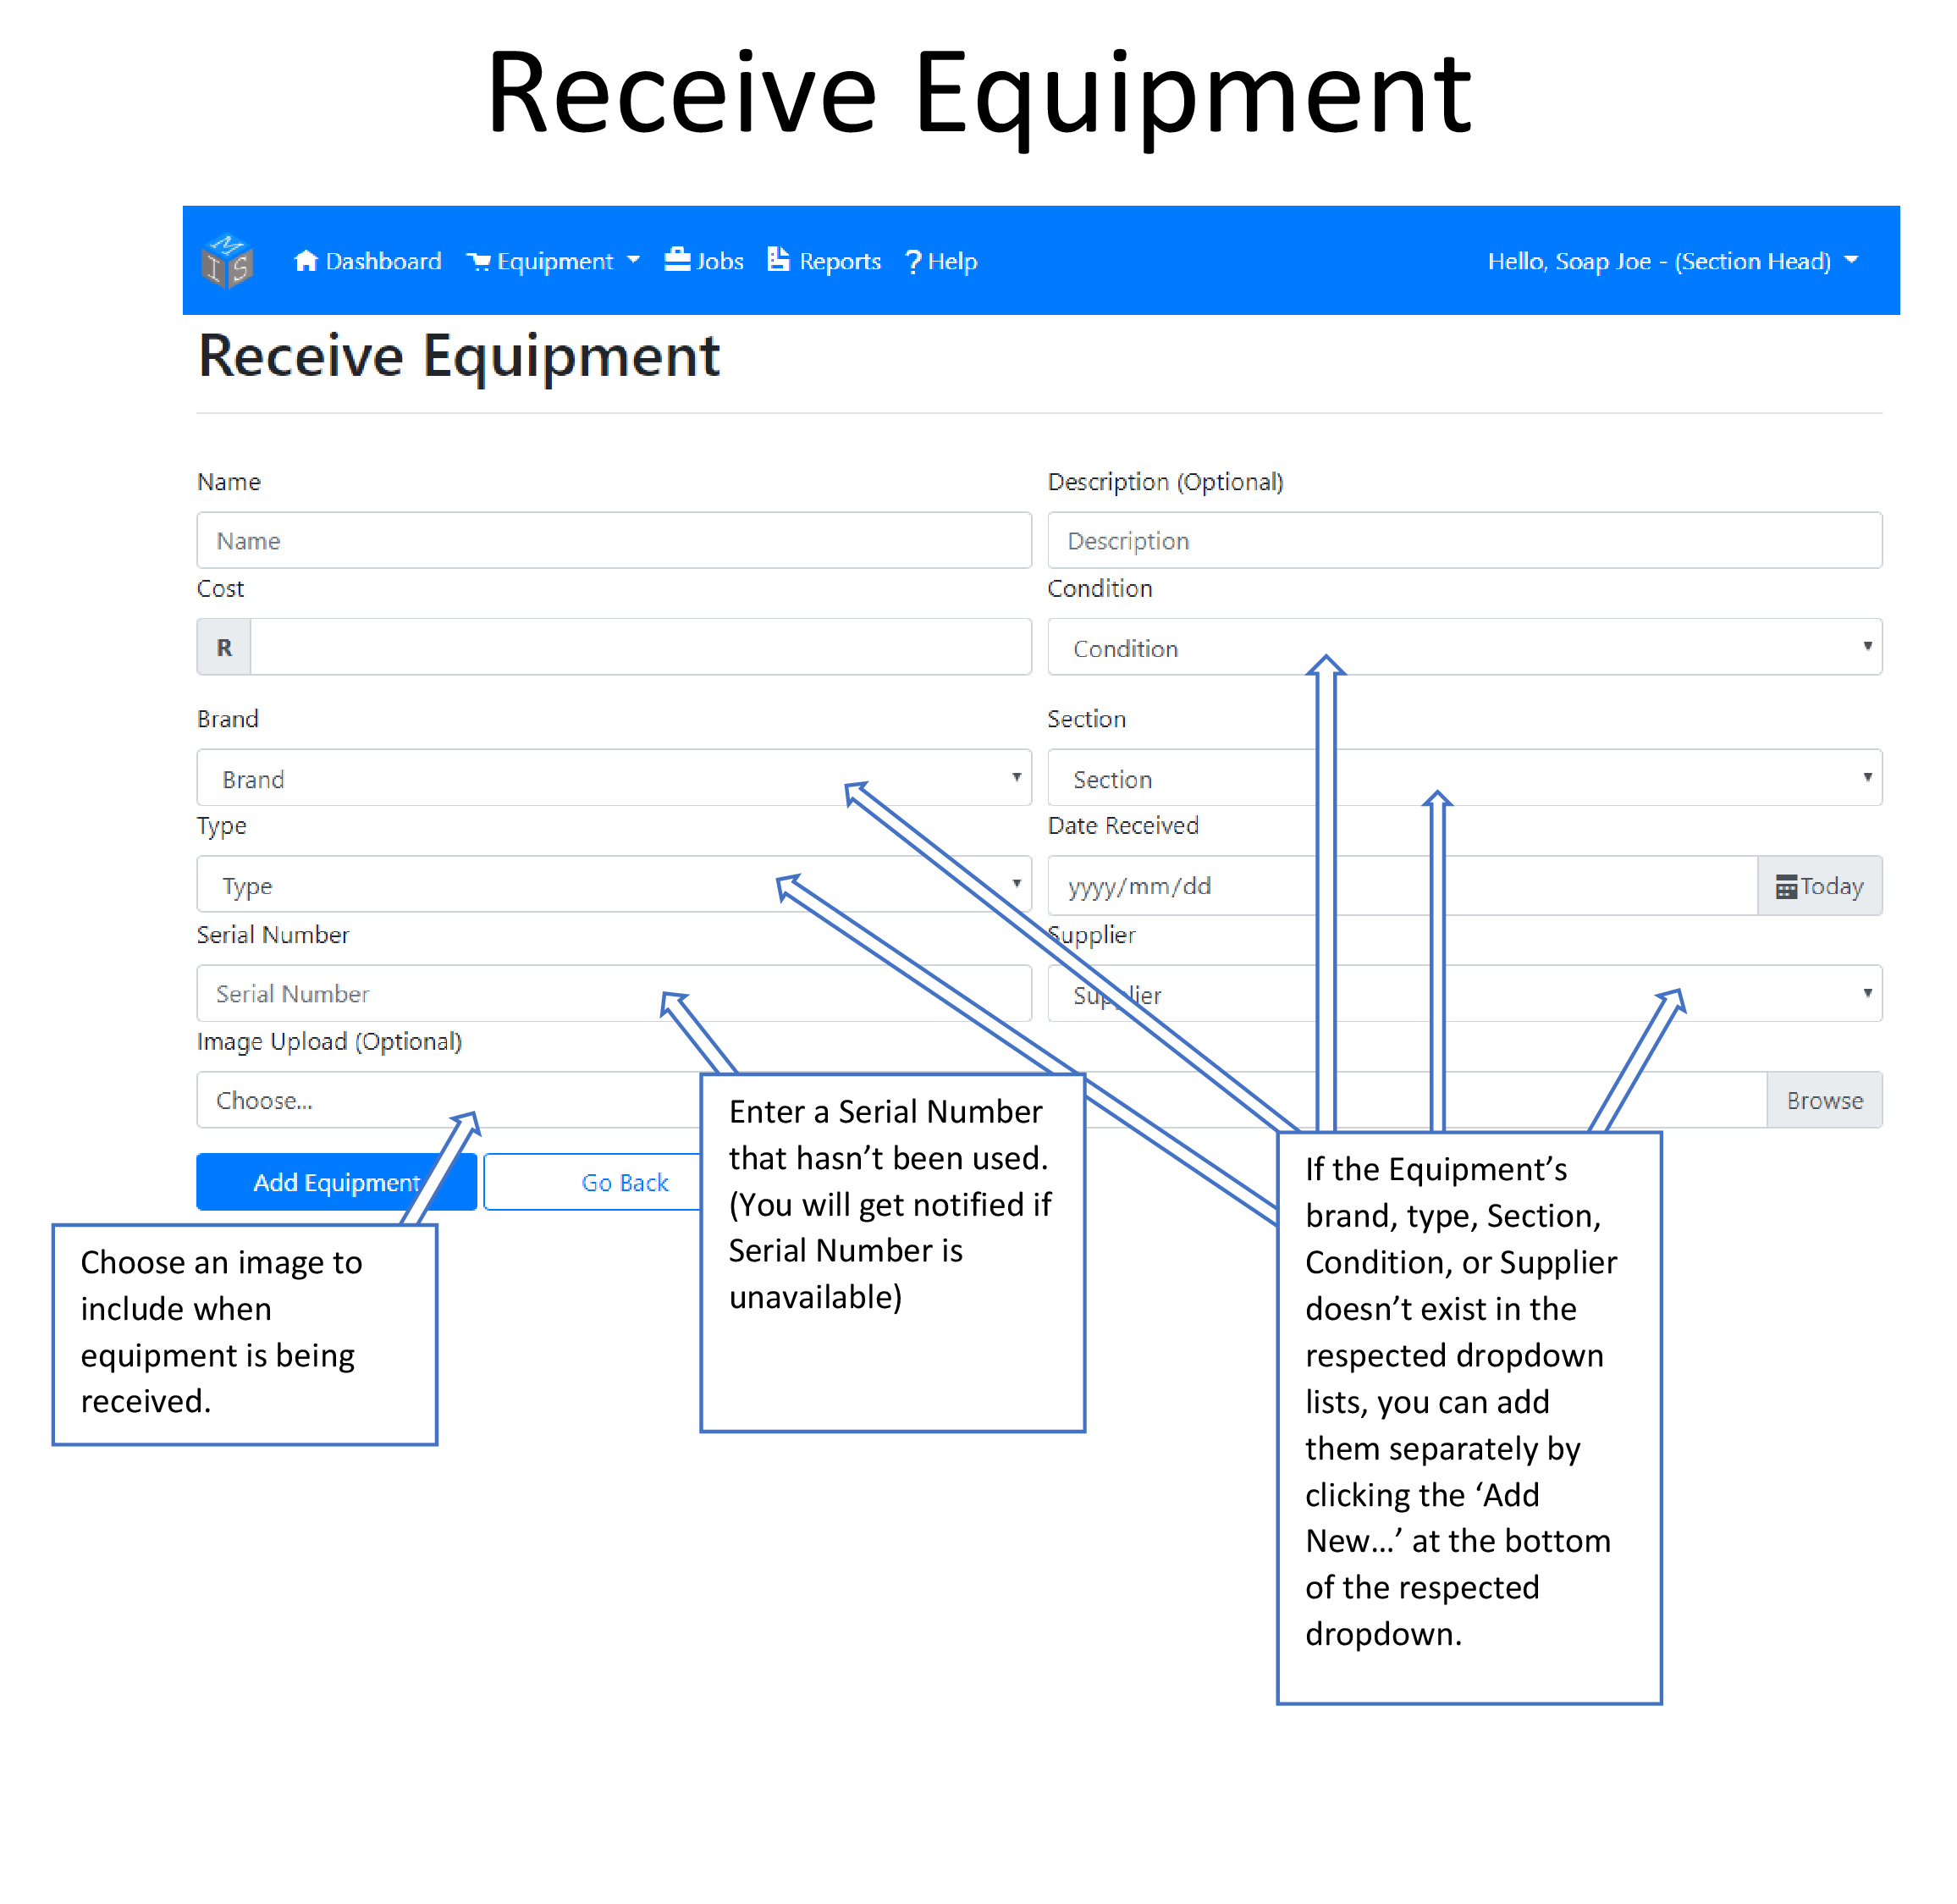 Receive Equipment
M I S
Dashboard Equipment Jobs Reports ? Help Hello, Soap Joe - (Section Head)
Receive Equipment
Name Description (Optional)
Name Description
Cost Condition
R Condition
Brand Section
Brand Section
Type Date Received
Type yyyy/mm/dd Today
Serial Number Supplier
Serial Number Supplier
Image Upload (Optional)
Choose... Browse
Add Equipment Go Back
Choose an image to
include when
equipment is being
received.
Enter a Serial Number
that hasn’t been used.
(You will get notified if
Serial Number is
unavailable)
If the Equipment’s
brand, type, Section,
Condition, or Supplier
doesn’t exist in the
respected dropdown
lists, you can add
them separately by
clicking the ‘Add
New…’ at the bottom
of the respected
dropdown.